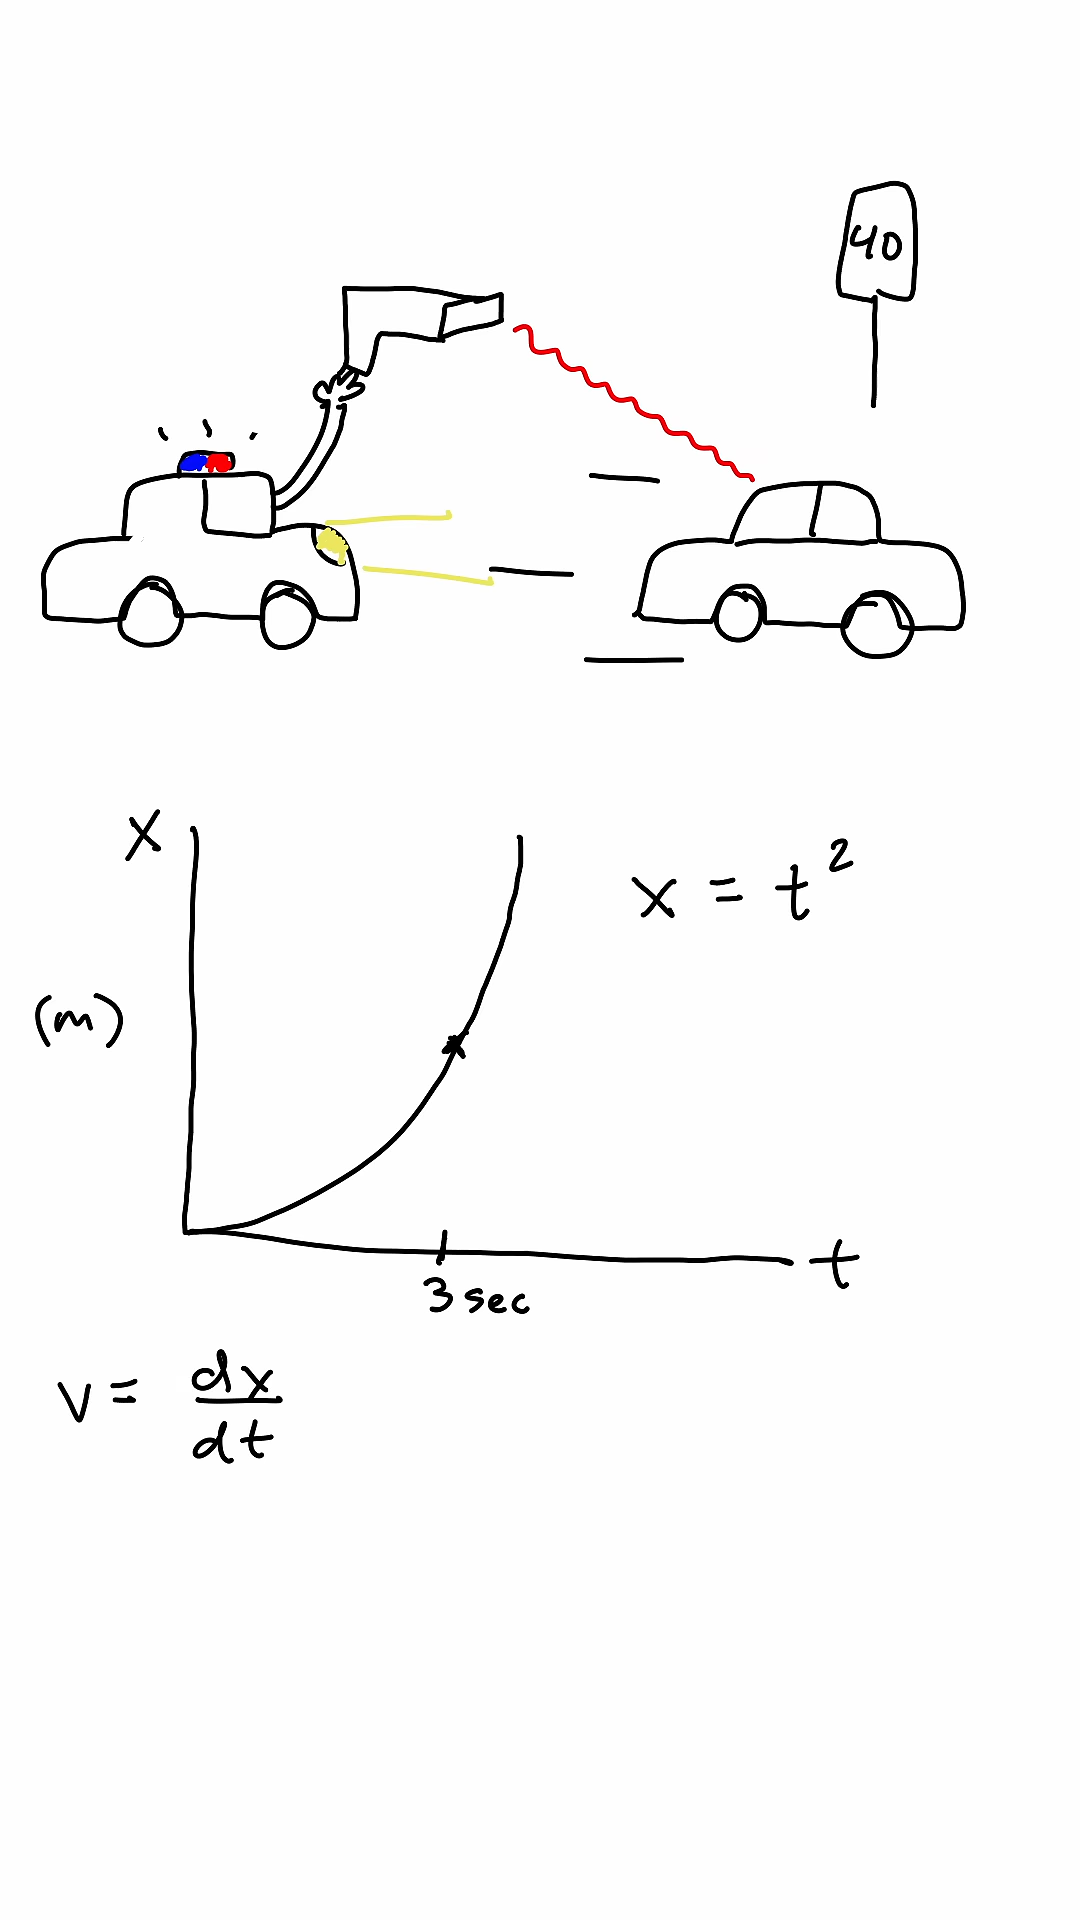 40
x
x = t²
(m)
t
3 sec
v = dx/dt